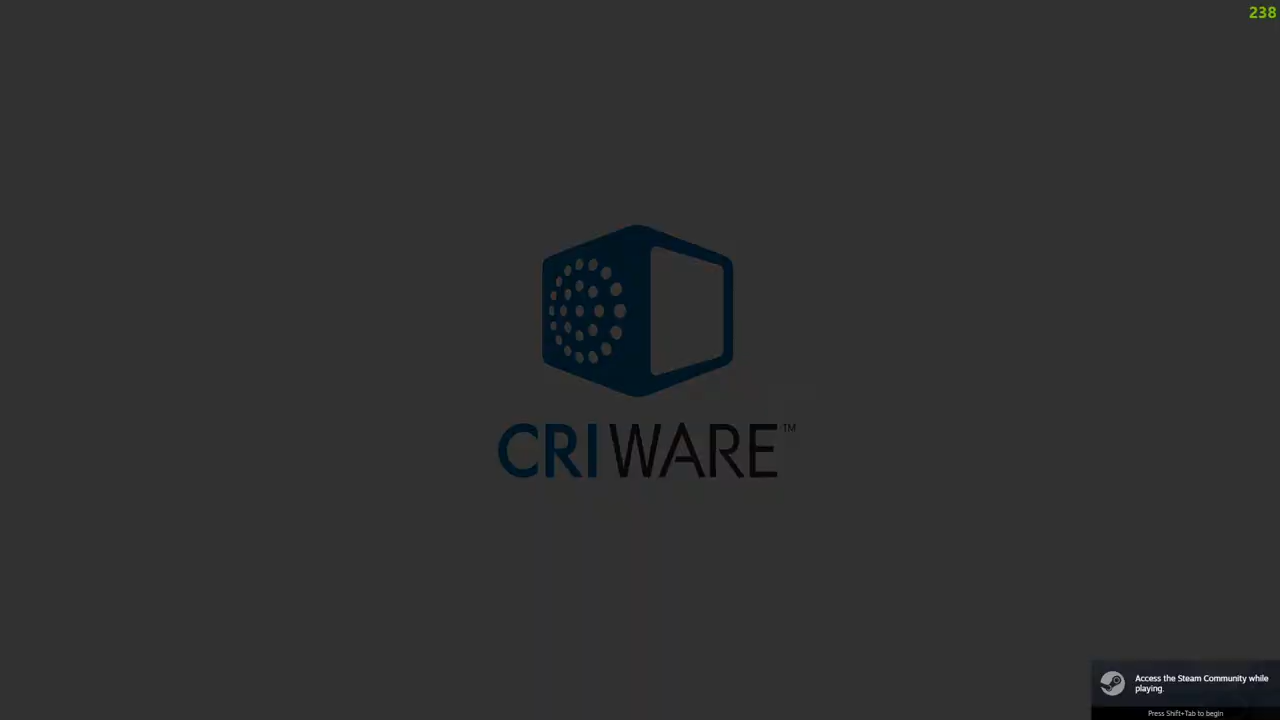 238
CRIWARE™
Access the Steam Community while
playing.
Press Shift+Tab to begin